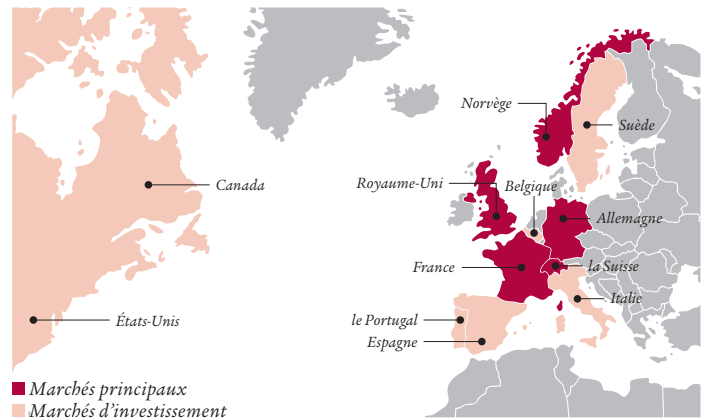 Norvège
Suède
Canada
Royaume-Uni
Belgique
Allemagne
France
la Suisse
Italie
États-Unis
le Portugal
Espagne
Marchés principaux
Marchés d'investissement